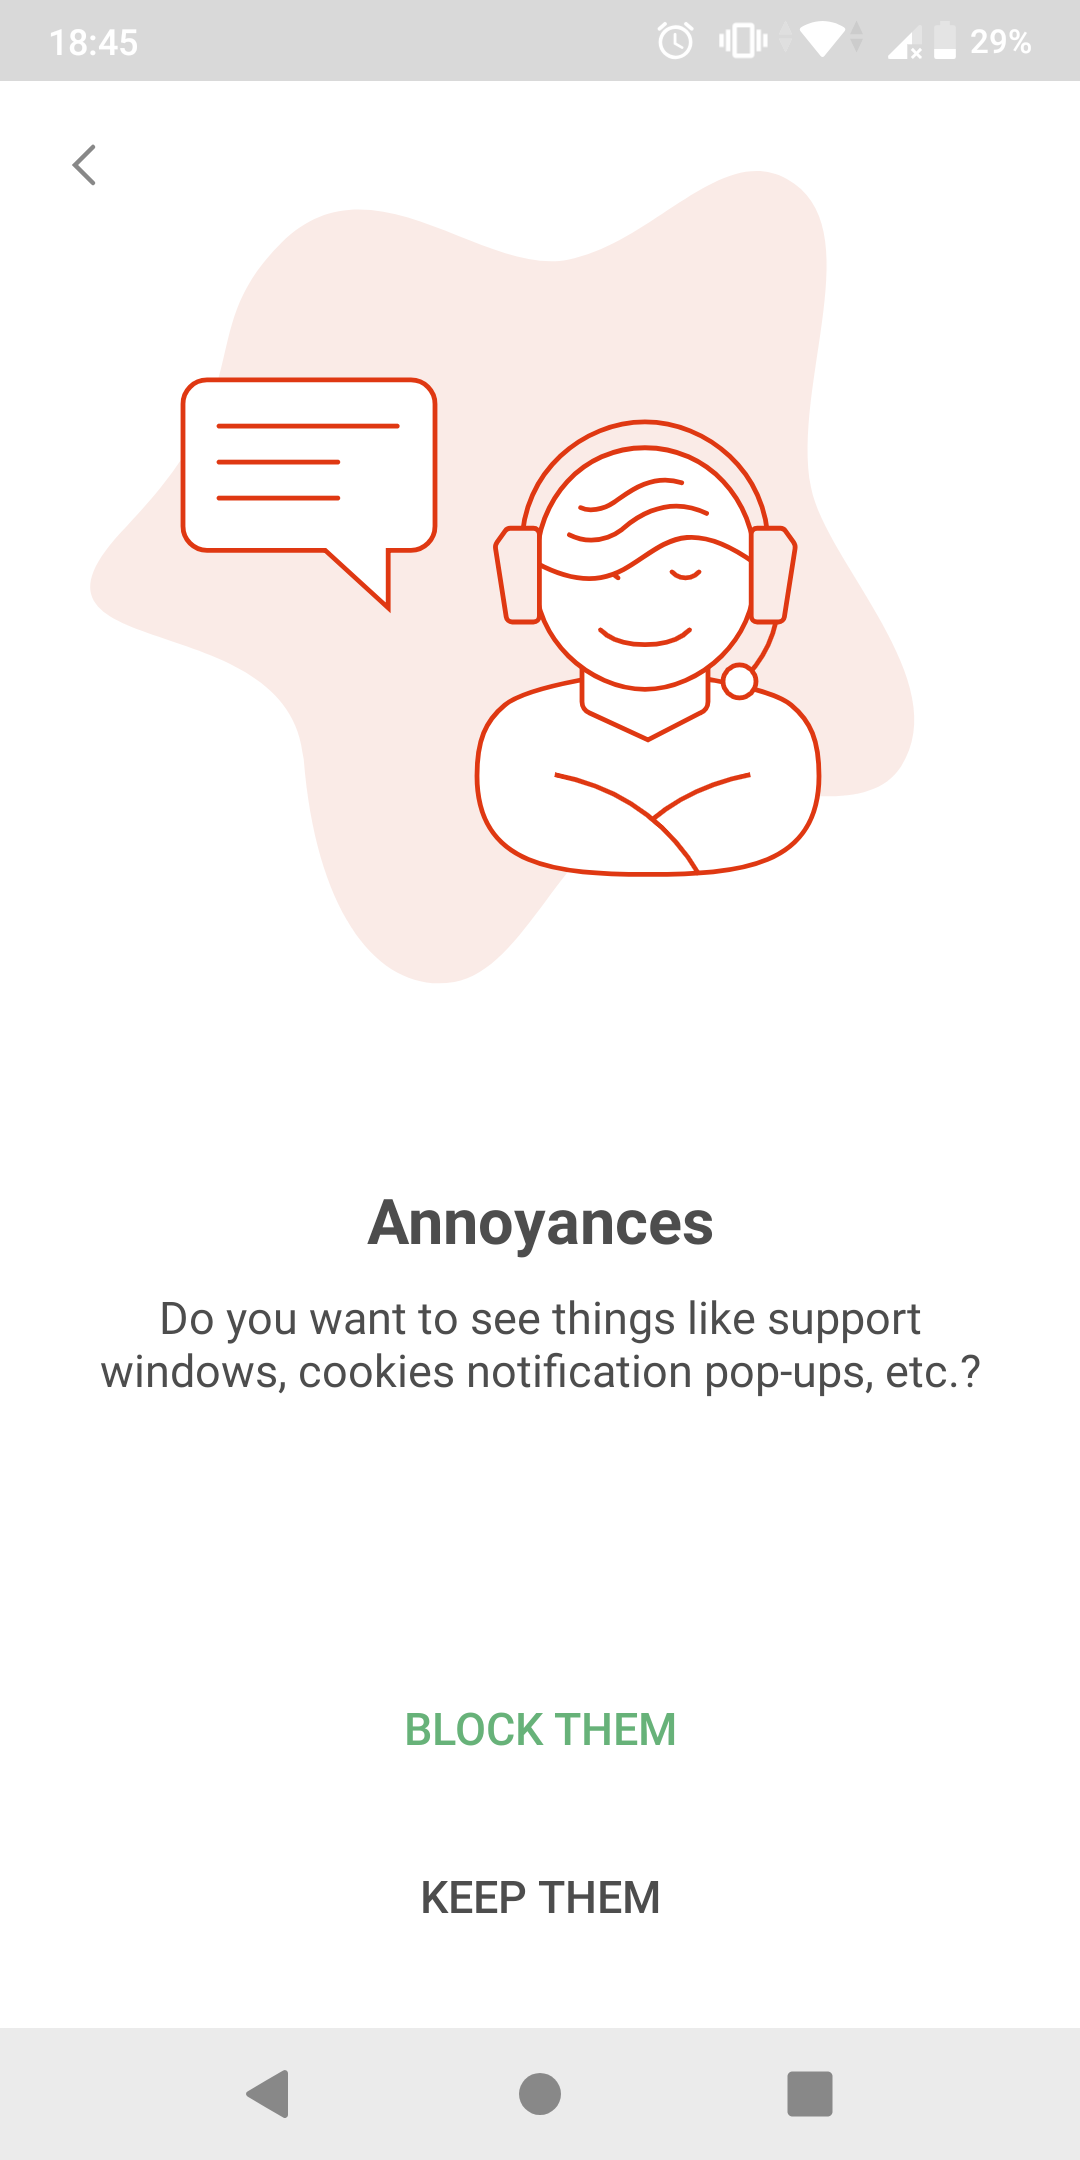 18:45
29%
Annoyances
Do you want to see things like support
windows, cookies notification pop-ups, etc.?
BLOCK THEM
KEEP THEM